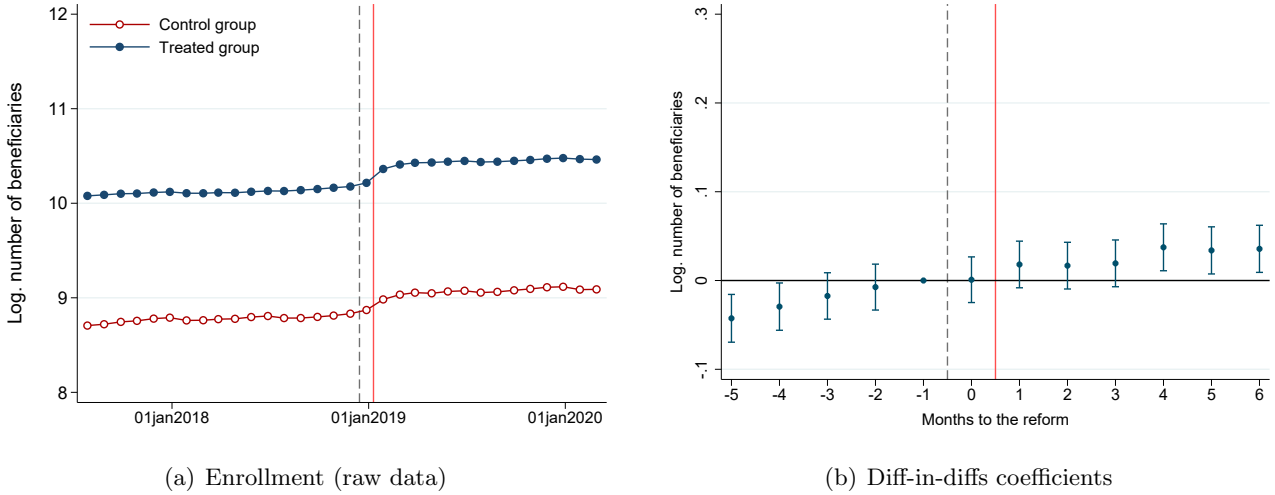 12
11
10
9
8
Log. number of beneficiaries
Control group
Treated group
01jan2018
01jan2019
01jan2020
(a) Enrollment (raw data)
.3
.2
.1
0
-.1
Log. number of beneficiaries
-5 -4 -3 -2 -1 0 1 2 3 4 5 6
Months to the reform
(b) Diff-in-diffs coefficients